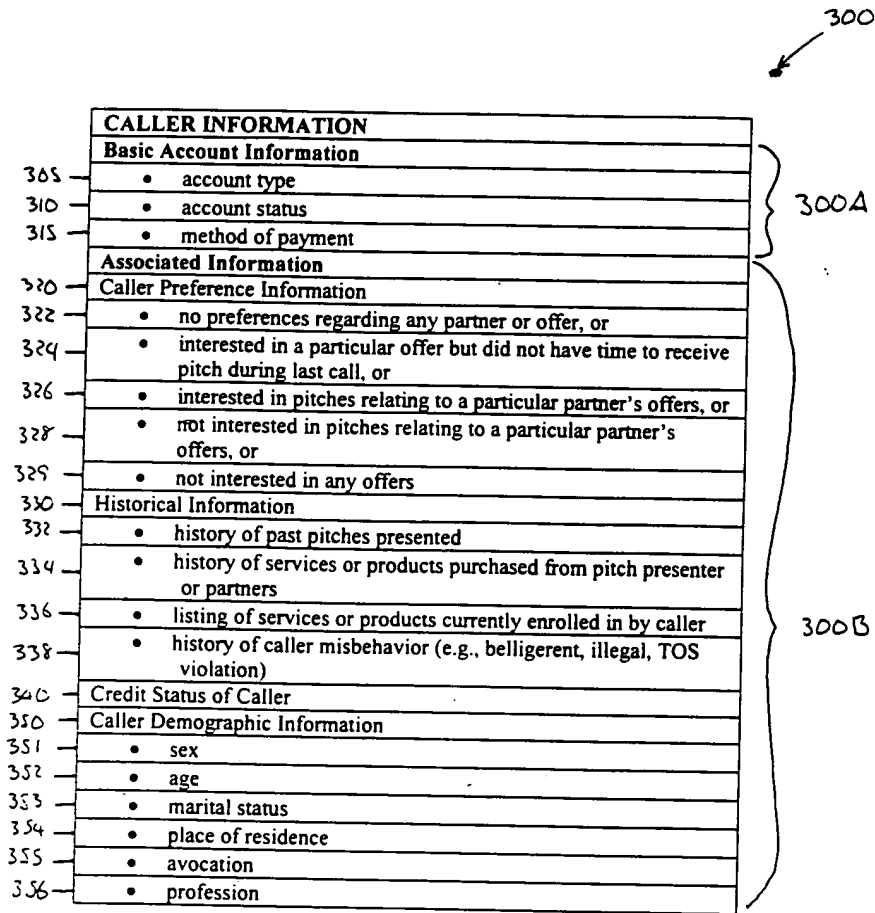 300
CALLER INFORMATION
Basic Account Information
305 • account type
310 • account status
315 • method of payment
300A
Associated Information
320 Caller Preference Information
322 • no preferences regarding any partner or offer, or
324 • interested in a particular offer but did not have time to receive
pitch during last call, or
326 • interested in pitches relating to a particular partner's offers, or
328 • not interested in pitches relating to a particular partner's
offers, or
329 • not interested in any offers
330 Historical Information
332 • history of past pitches presented
334 • history of services or products purchased from pitch presenter
or partners
336 • listing of services or products currently enrolled in by caller
338 • history of caller misbehavior (e.g., belligerent, illegal, TOS
violation)
300B
340 Credit Status of Caller
350 Caller Demographic Information
351 • sex
352 • age
353 • marital status
354 • place of residence
355 • avocation
356 • profession